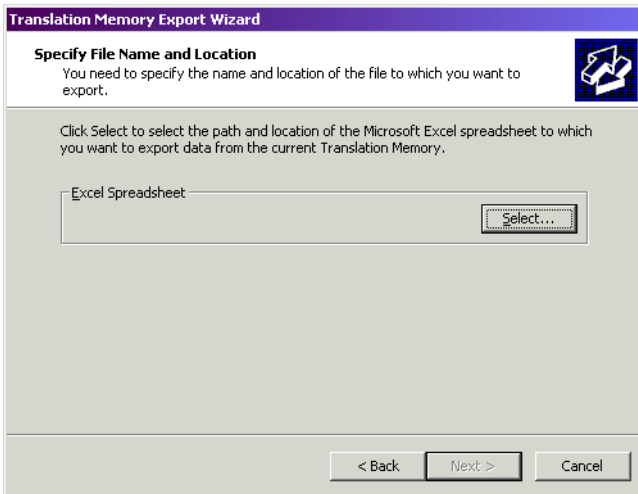 Translation Memory Export Wizard
Specify File Name and Location
You need to specify the name and location of the file to which you want to
export.
Click Select to select the path and location of the Microsoft Excel spreadsheet to which
you want to export data from the current Translation Memory.
Excel Spreadsheet
Select...
< Back Next > Cancel